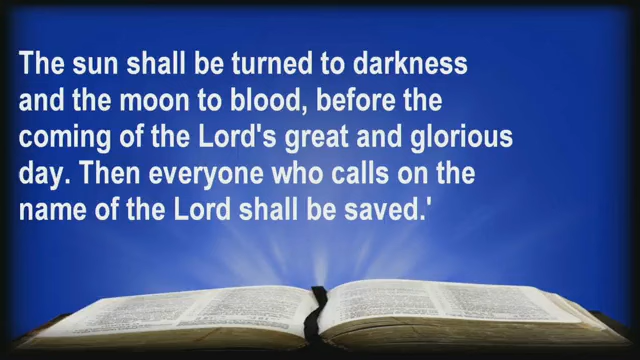 The sun shall be turned to darkness
and the moon to blood, before the
coming of the Lord's great and glorious
day. Then everyone who calls on the
name of the Lord shall be saved.'